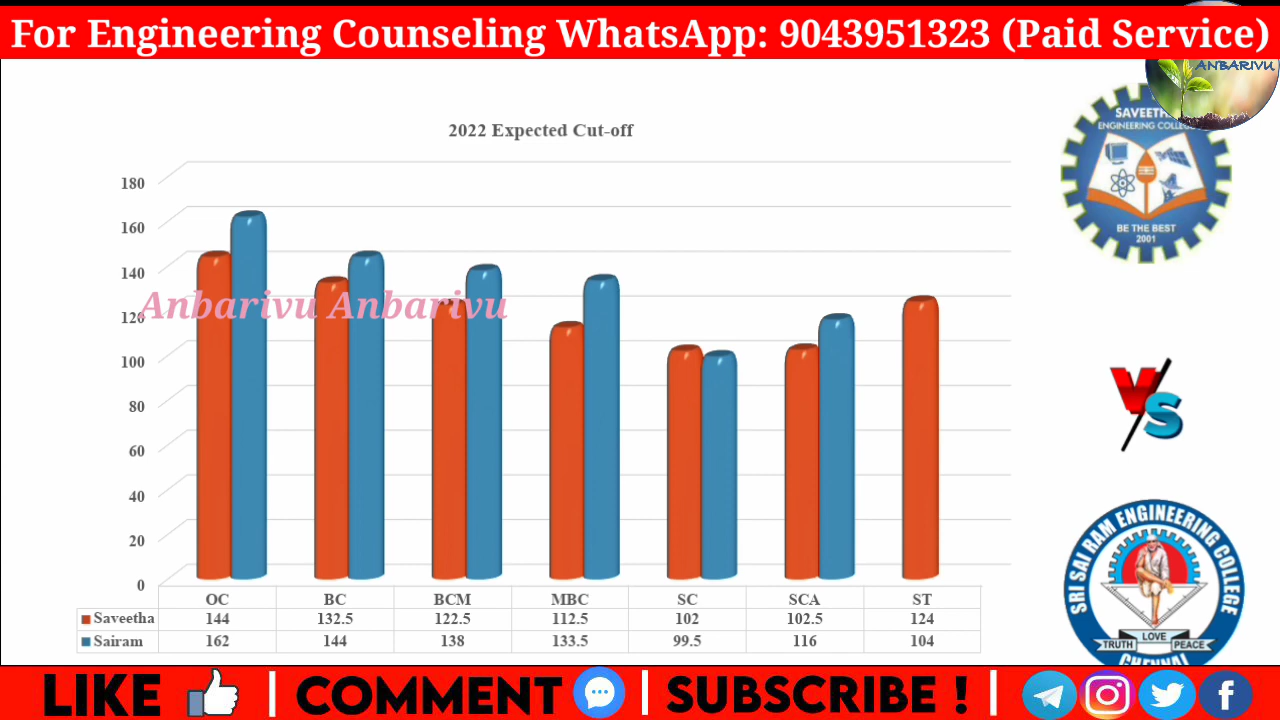 For Engineering Counseling WhatsApp: 9043951323 (Paid Service)
ANBARIVU
SAVEETHA
ENGINEERING COLLEGE
BE THE BEST
2001
2022 Expected Cut-off
180
160
140
120
100
80
60
40
20
0
Anbarivu Anbarivu
VS
OC BC BCM MBC SC SCA ST
Saveetha 144 132.5 122.5 112.5 102 102.5 124
Sairam 162 144 138 133.5 99.5 116 104
SRI SAI RAM ENGINEERING COLLEGE
LOVE
TRUTH PEACE
CHENNAI
LIKE | COMMENT | SUBSCRIBE ! |